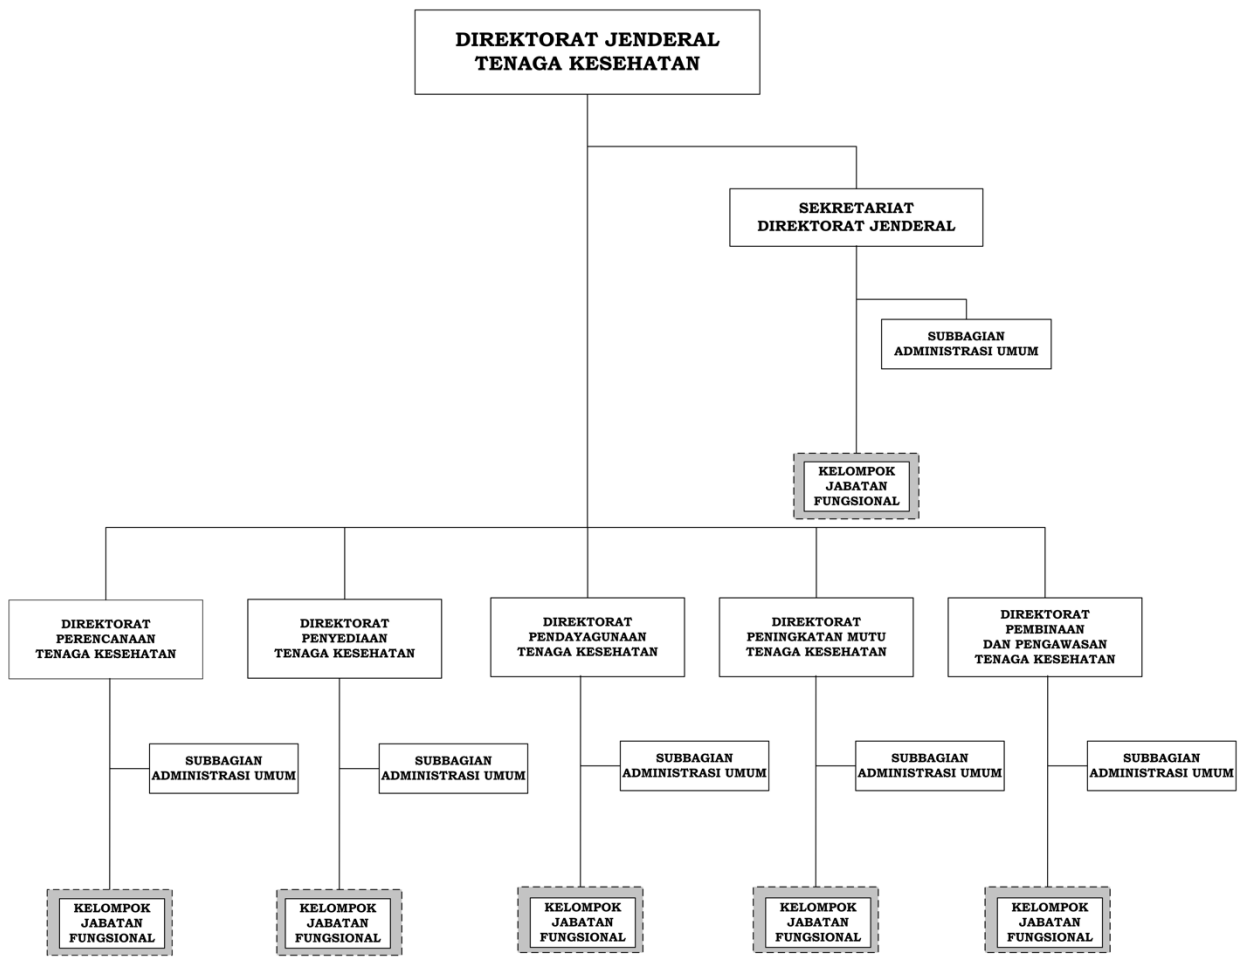 DIREKTORAT JENDERAL
TENAGA KESEHATAN
SEKRETARIAT
DIREKTORAT JENDERAL
SUBBAGIAN
ADMINISTRASI UMUM
KELOMPOK
JABATAN
FUNGSIONAL
DIREKTORAT
PERENCANAAN
TENAGA KESEHATAN
DIREKTORAT
PENYEDIAAN
TENAGA KESEHATAN
DIREKTORAT
PENDAYAGUNAAN
TENAGA KESEHATAN
DIREKTORAT
PENINGKATAN MUTU
TENAGA KESEHATAN
DIREKTORAT
PEMBINAAN
DAN PENGAWASAN
TENAGA KESEHATAN
SUBBAGIAN
ADMINISTRASI UMUM
SUBBAGIAN
ADMINISTRASI UMUM
SUBBAGIAN
ADMINISTRASI UMUM
SUBBAGIAN
ADMINISTRASI UMUM
SUBBAGIAN
ADMINISTRASI UMUM
KELOMPOK
JABATAN
FUNGSIONAL
KELOMPOK
JABATAN
FUNGSIONAL
KELOMPOK
JABATAN
FUNGSIONAL
KELOMPOK
JABATAN
FUNGSIONAL
KELOMPOK
JABATAN
FUNGSIONAL